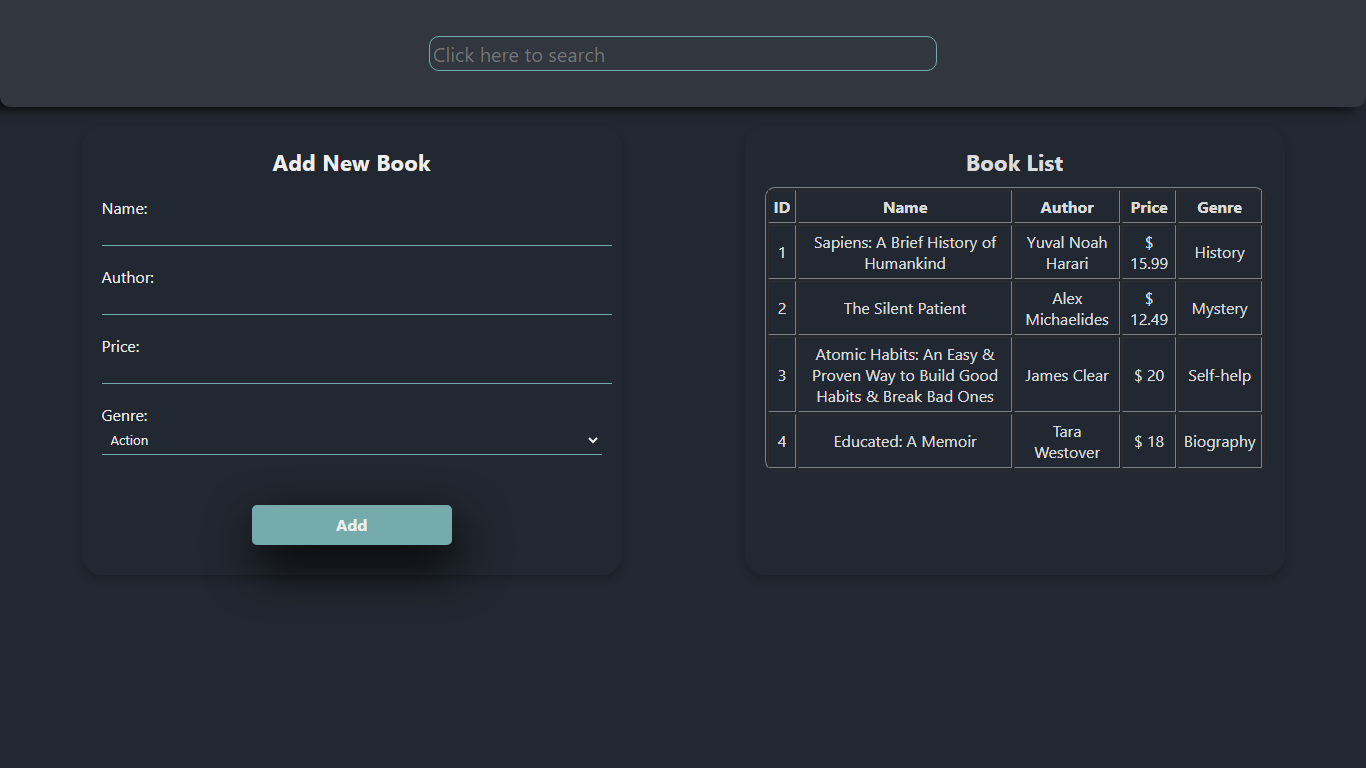 Click here to search
Add New Book
Name:
Author:
Price:
Genre:
Action
Add
Book List
ID Name Author Price Genre
1 Sapiens: A Brief History of Humankind Yuval Noah Harari $ 15.99 History
2 The Silent Patient Alex Michaelides $ 12.49 Mystery
3 Atomic Habits: An Easy & Proven Way to Build Good Habits & Break Bad Ones James Clear $ 20 Self-help
4 Educated: A Memoir Tara Westover $ 18 Biography